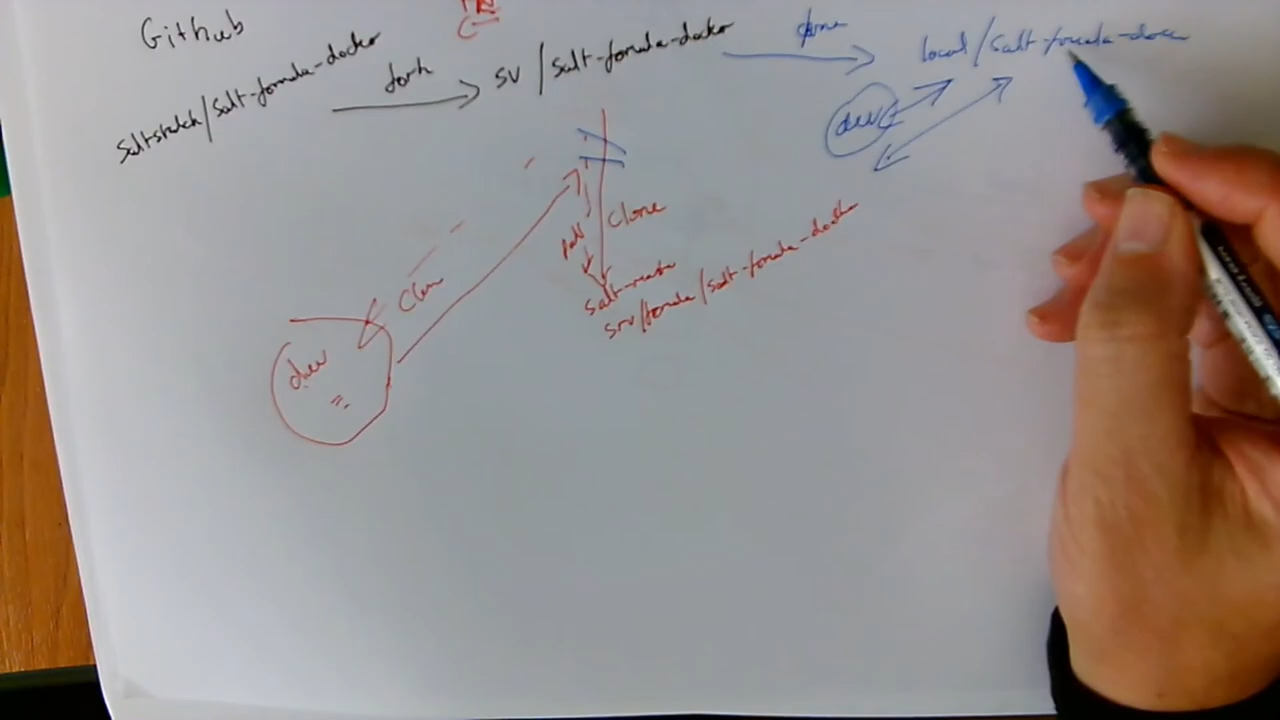 Github
saltstack/salt-formula-docker
fork
sv/salt-formula-docker
clone
local/salt-formula-docker
dev
clone
pull
salt-master
srv/formula/salt-formula-docker
clone
dev